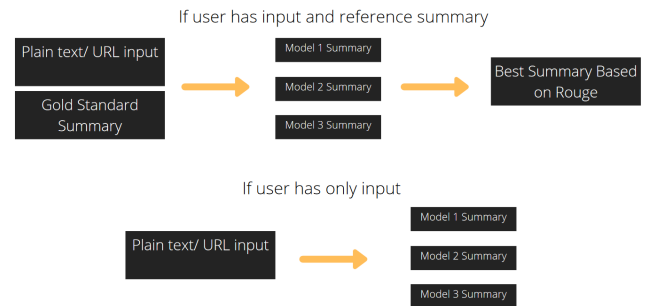 If user has input and reference summary
Plain text/ URL input
Gold Standard
Summary
Model 1 Summary
Model 2 Summary
Model 3 Summary
Best Summary Based
on Rouge
If user has only input
Plain text/ URL input
Model 1 Summary
Model 2 Summary
Model 3 Summary